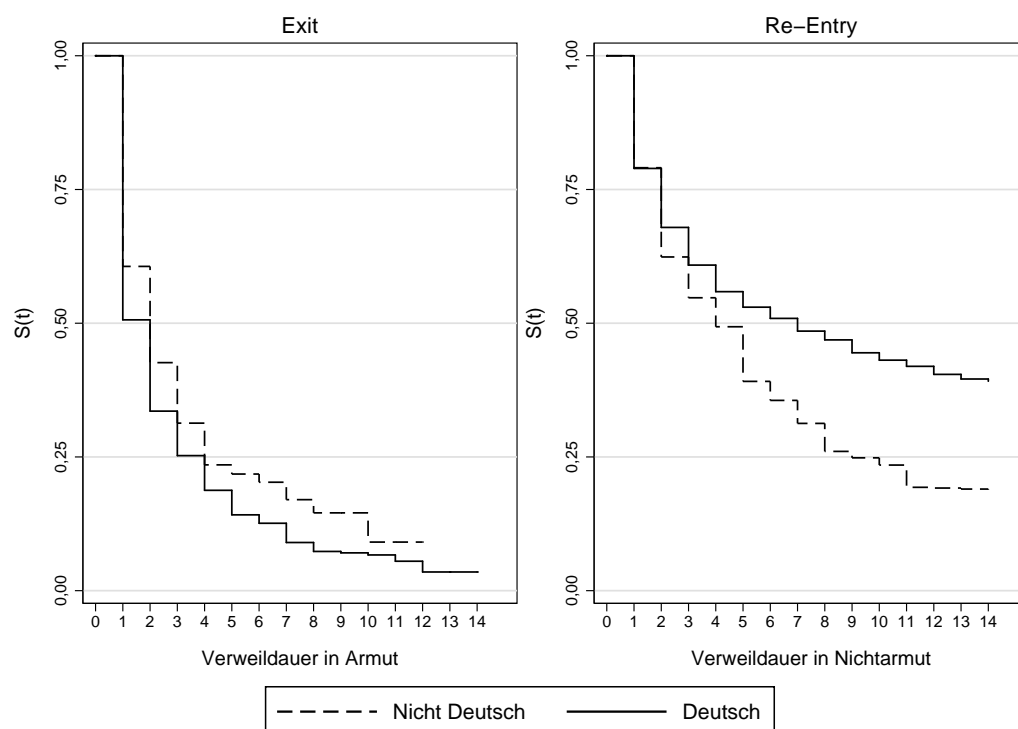 Exit
1,00
0,75
0,50
0,25
0,00
S(t)
0 1 2 3 4 5 6 7 8 9 10 11 12 13 14
Verweildauer in Armut
Re−Entry
1,00
0,75
0,50
0,25
0,00
S(t)
0 1 2 3 4 5 6 7 8 9 10 11 12 13 14
Verweildauer in Nichtarmut
Nicht Deutsch Deutsch